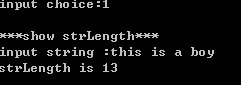 input choice:1
***show strLength***
input string :this is a boy
strLength is 13